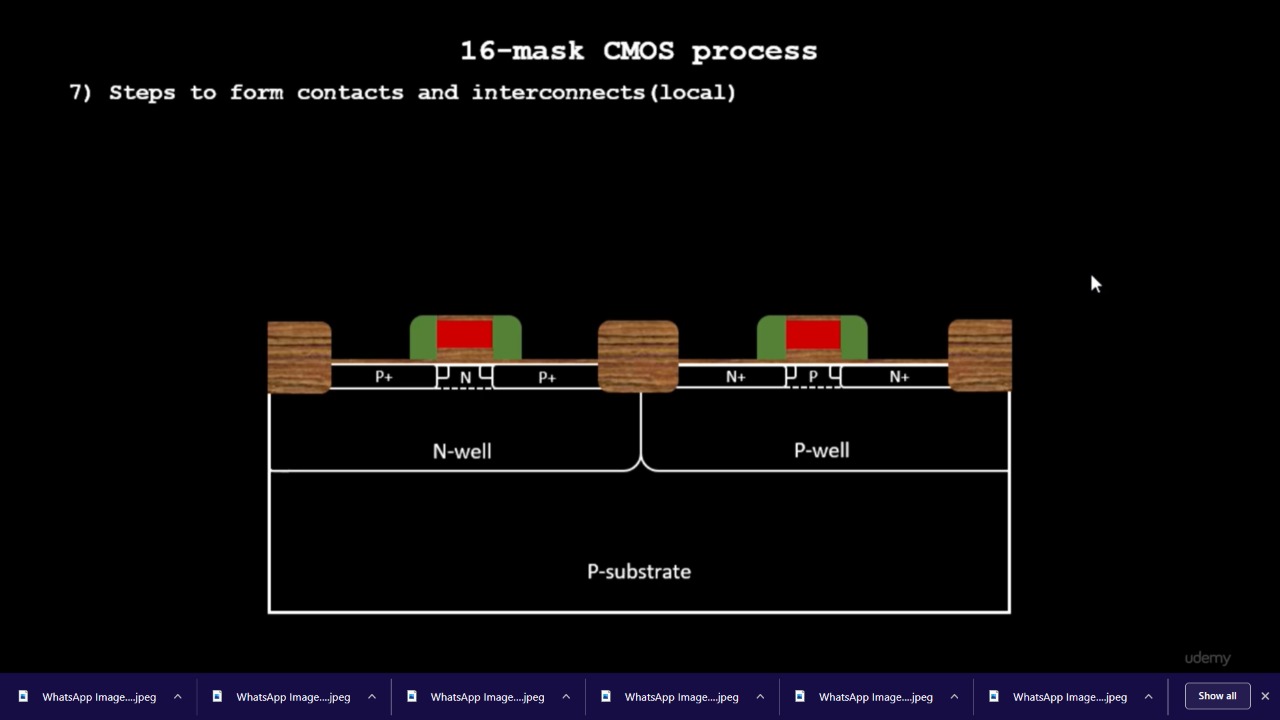 16-mask CMOS process
7) Steps to form contacts and interconnects(local)
P+ N P+ N+ P N+
N-well P-well
P-substrate
udemy
WhatsApp Image....jpeg WhatsApp Image....jpeg WhatsApp Image....jpeg WhatsApp Image....jpeg WhatsApp Image....jpeg WhatsApp Image....jpeg Show all